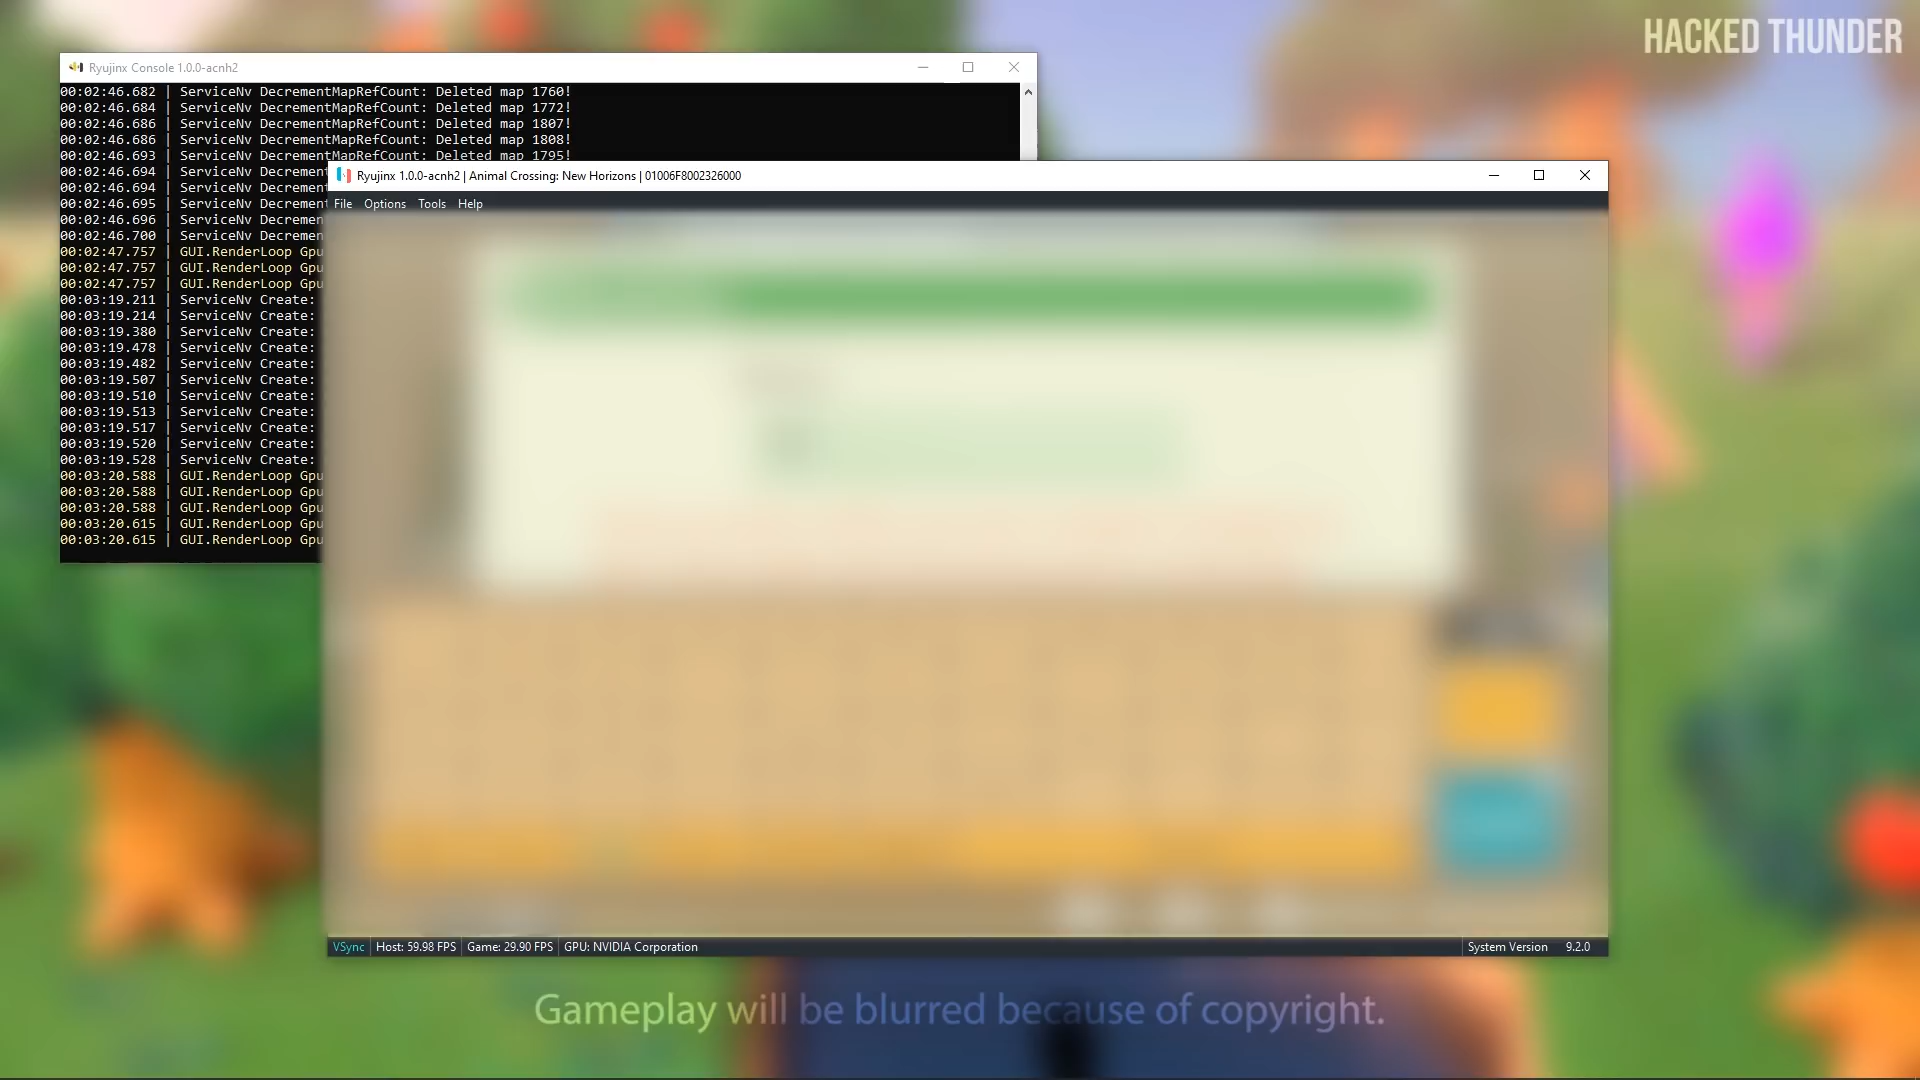 HACKED THUNDER
Ryujinx Console 1.0.0-acnh2
00:02:46.682 | ServiceNv DecrementMapRefCount: Deleted map 1760!
00:02:46.684 | ServiceNv DecrementMapRefCount: Deleted map 1772!
00:02:46.686 | ServiceNv DecrementMapRefCount: Deleted map 1807!
00:02:46.686 | ServiceNv DecrementMapRefCount: Deleted map 1808!
00:02:46.693 | ServiceNv DecrementMapRefCount: Deleted map 1795!
00:02:46.694 | ServiceNv Decrement
00:02:46.694 | ServiceNv Decrement
00:02:46.695 | ServiceNv Decrement
00:02:46.696 | ServiceNv Decremen
00:02:46.700 | ServiceNv Decremen
00:02:47.757 | GUI.RenderLoop Gpu
00:02:47.757 | GUI.RenderLoop Gpu
00:02:47.757 | GUI.RenderLoop Gpu
00:03:19.211 | ServiceNv Create:
00:03:19.214 | ServiceNv Create:
00:03:19.380 | ServiceNv Create:
00:03:19.478 | ServiceNv Create:
00:03:19.482 | ServiceNv Create:
00:03:19.507 | ServiceNv Create:
00:03:19.510 | ServiceNv Create:
00:03:19.513 | ServiceNv Create:
00:03:19.517 | ServiceNv Create:
00:03:19.520 | ServiceNv Create:
00:03:19.528 | ServiceNv Create:
00:03:20.588 | GUI.RenderLoop Gpu
00:03:20.588 | GUI.RenderLoop Gpu
00:03:20.588 | GUI.RenderLoop Gpu
00:03:20.615 | GUI.RenderLoop Gpu
00:03:20.615 | GUI.RenderLoop Gpu
Ryujinx 1.0.0-acnh2 | Animal Crossing: New Horizons | 01006F8002326000
File Options Tools Help
VSync Host: 59.98 FPS Game: 29.90 FPS GPU: NVIDIA Corporation System Version 9.2.0
Gameplay will be blurred because of copyright.